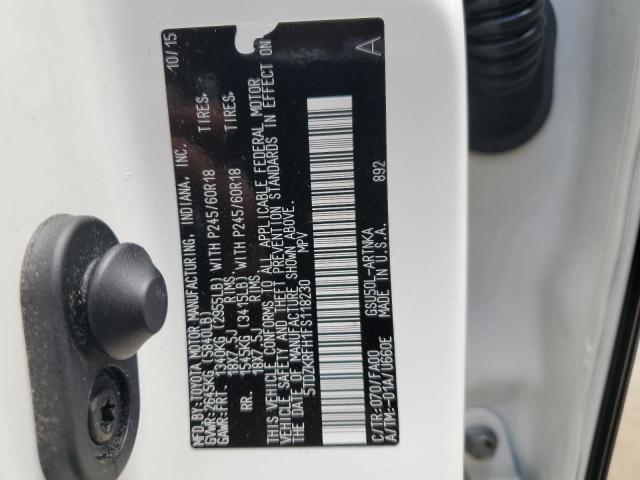 MFD.BY:TOYOTA MOTOR MANUFACTURING, INDIANA, INC. 10/15
GVWR:2645KG (5840LB)
GAWR:FRT. 1340KG (2955LB) WITH P245/60R18 TIRES,
18X7.5J RIMS,
RR. 1545KG (3415LB) WITH P245/60R18 TIRES,
18X7.5J RIMS,
THIS VEHICLE CONFORMS TO ALL APPLICABLE FEDERAL MOTOR
VEHICLE SAFETY AND THEFT PREVENTION STANDARDS IN EFFECT ON
THE DATE OF MANUFACTURE SHOWN ABOVE.
5TDZKRFH1FS118230 MPV
892 A
C/TR:070/FA00 GSU50L-ARTNKA
A/TM:-01A/U660E MADE IN U.S.A.